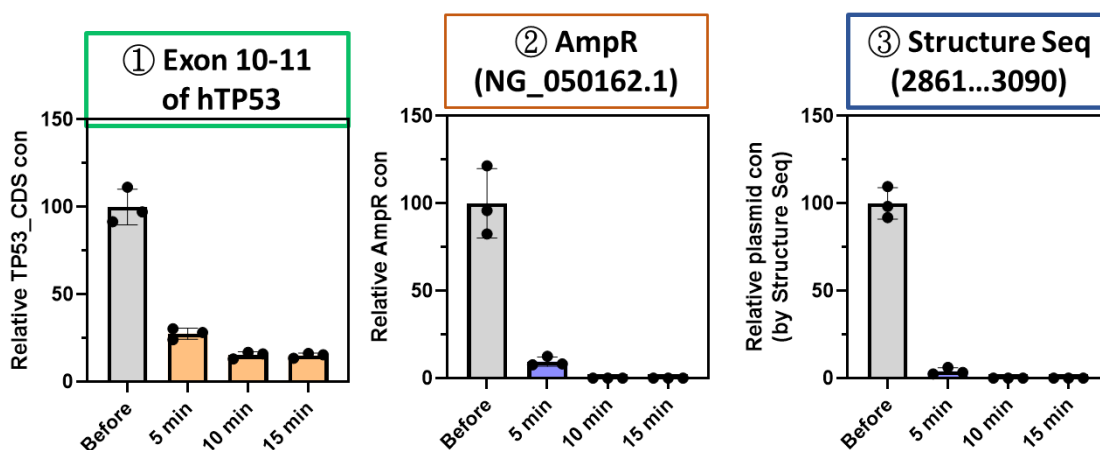 ① Exon 10-11
of hTP53
Relative TP53_CDS con
150
100
50
0
Before
5 min
10 min
15 min
② AmpR
(NG_050162.1)
Relative AmpR con
150
100
50
0
Before
5 min
10 min
15 min
③ Structure Seq
(2861...3090)
Relative plasmid con
(by Structure Seq)
150
100
50
0
Before
5 min
10 min
15 min